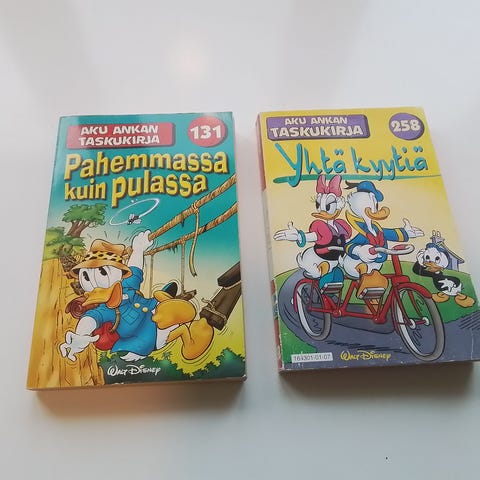 AKU ANKAN
TASKUKIRJA
131
Pahemmassa
kuin pulassa
WALT DISNEY
AKU ANKAN
TASKUKIRJA
258
Yhtä kyytiä
164301-01-07
WALT DISNEY